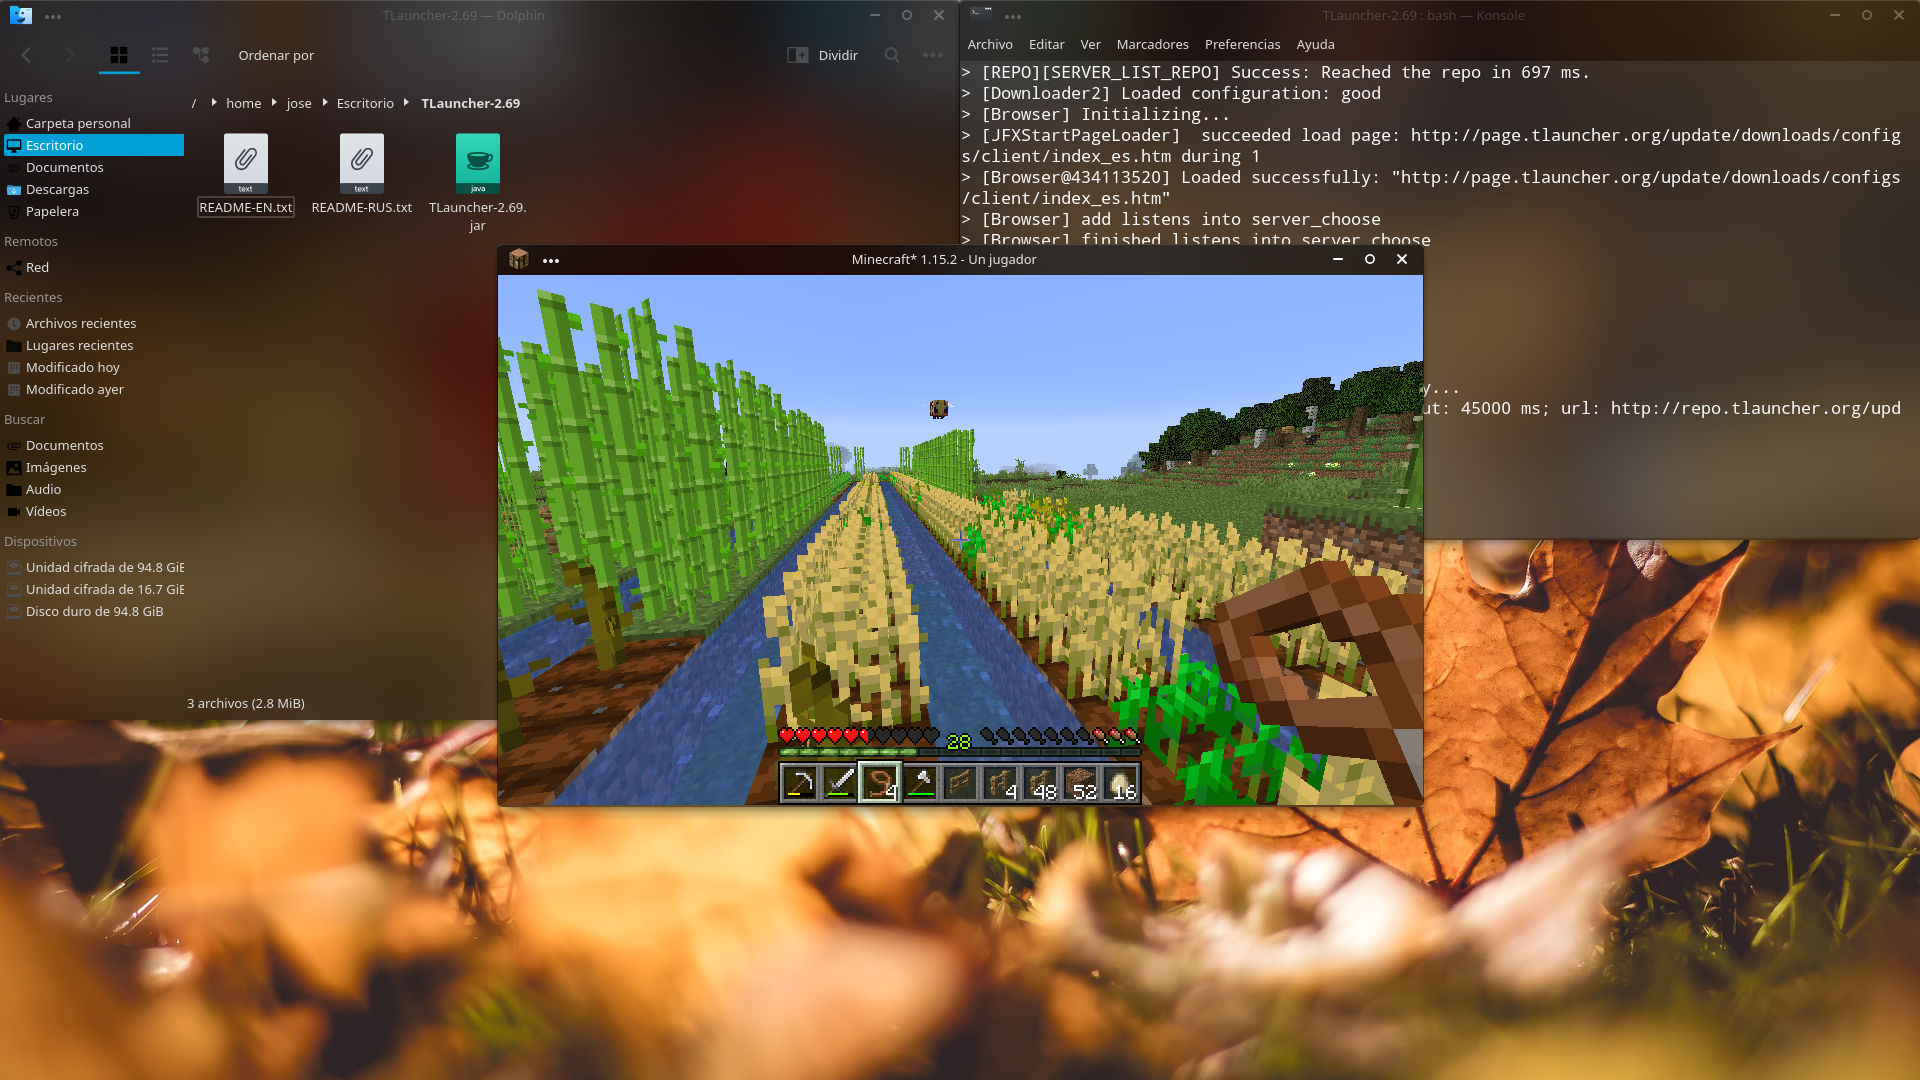 TLauncher-2.69 — Dolphin
Ordenar por
Dividir
Lugares
Carpeta personal
Escritorio
Documentos
Descargas
Papelera
Remotos
Red
Recientes
Archivos recientes
Lugares recientes
Modificado hoy
Modificado ayer
Buscar
Documentos
Imágenes
Audio
Vídeos
Dispositivos
Unidad cifrada de 94.8 GiE
Unidad cifrada de 16.7 GiE
Disco duro de 94.8 GiB
/ home jose Escritorio TLauncher-2.69
text
README-EN.txt
text
README-RUS.txt
java
TLauncher-2.69.
jar
3 archivos (2.8 MiB)
TLauncher-2.69 : bash — Konsole
Archivo Editar Ver Marcadores Preferencias Ayuda
> [REPO][SERVER_LIST_REPO] Success: Reached the repo in 697 ms.
> [Downloader2] Loaded configuration: good
> [Browser] Initializing...
> [JFXStartPageLoader]  succeeded load page: http://page.tlauncher.org/update/downloads/config
s/client/index_es.htm during 1
> [Browser@434113520] Loaded successfully: "http://page.tlauncher.org/update/downloads/configs
/client/index_es.htm"
> [Browser] add listens into server_choose
> [Browser] finished listens into server choose
y...
ut: 45000 ms; url: http://repo.tlauncher.org/upd
Minecraft* 1.15.2 - Un jugador
28
4
4
48
52
16